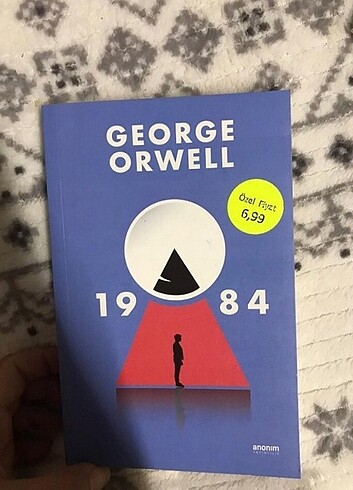 GEORGE
ORWELL
Özel Fiyat
6,99
19 84
anonim